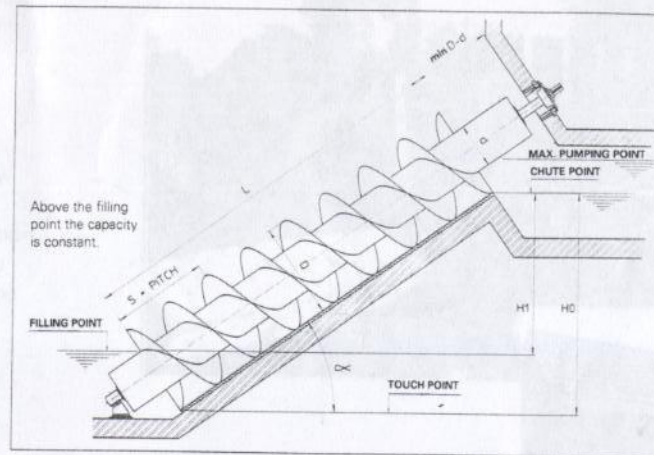 min D-d
MAX. PUMPING POINT
CHUTE POINT
d
L
Above the filling
point the capacity
is constant.
D
S = PITCH
FILLING POINT
H1
H0
α
TOUCH POINT